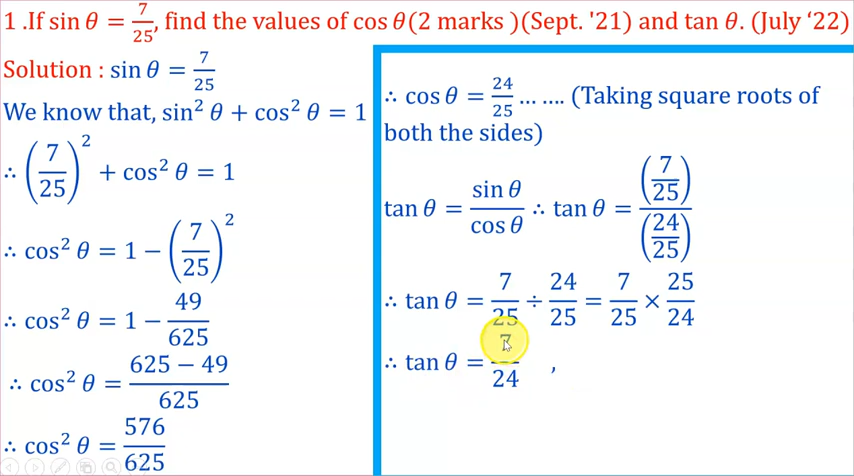 1 .If sin θ = 7/25, find the values of cos θ(2 marks )(Sept. '21) and tan θ. (July ‘22)
Solution : sin θ = 7/25
We know that, sin² θ + cos² θ = 1
∴ (7/25)² + cos² θ = 1
∴ cos² θ = 1 − (7/25)²
∴ cos² θ = 1 − 49/625
∴ cos² θ = (625 − 49)/625
∴ cos² θ = 576/625
∴ cos θ = 24/25 … …. (Taking square roots of
both the sides)
tan θ = sin θ/cos θ ∴ tan θ = (7/25)/(24/25)
∴ tan θ = 7/25 ÷ 24/25 = 7/25 × 25/24
∴ tan θ = 7/24 ,